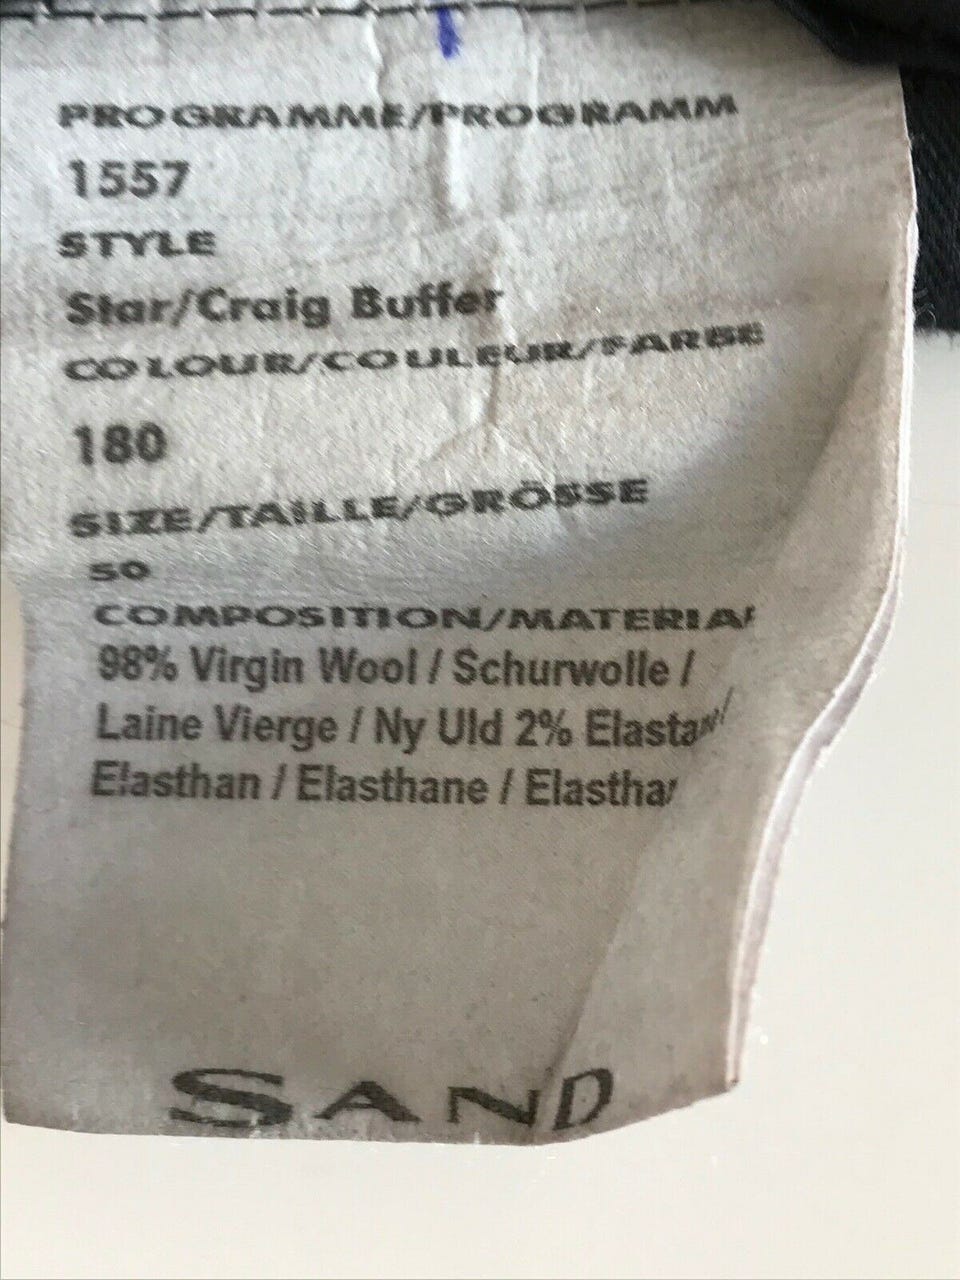 PROGRAMME/PROGRAMM
1557
STYLE
Star/Craig Buffer
COLOUR/COULEUR/FARBE
180
SIZE/TAILLE/GRÖSSE
50
COMPOSITION/MATERIAL
98% Virgin Wool / Schurwolle /
Laine Vierge / Ny Uld 2% Elastan/
Elasthan / Elasthane / Elasthan
SAND